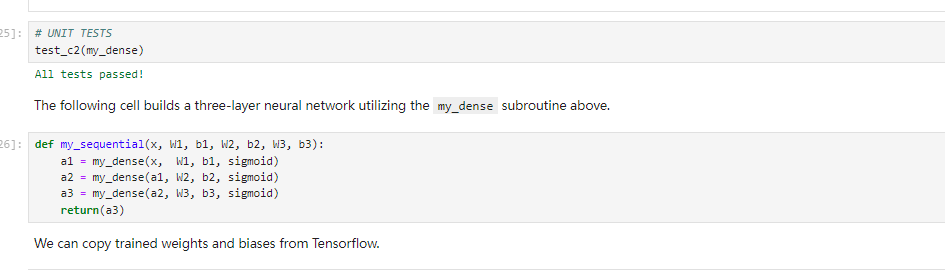 25]: # UNIT TESTS
test_c2(my_dense)
All tests passed!
The following cell builds a three-layer neural network utilizing the my_dense subroutine above.
26]: def my_sequential(x, W1, b1, W2, b2, W3, b3):
a1 = my_dense(x,  W1, b1, sigmoid)
a2 = my_dense(a1, W2, b2, sigmoid)
a3 = my_dense(a2, W3, b3, sigmoid)
return(a3)
We can copy trained weights and biases from Tensorflow.